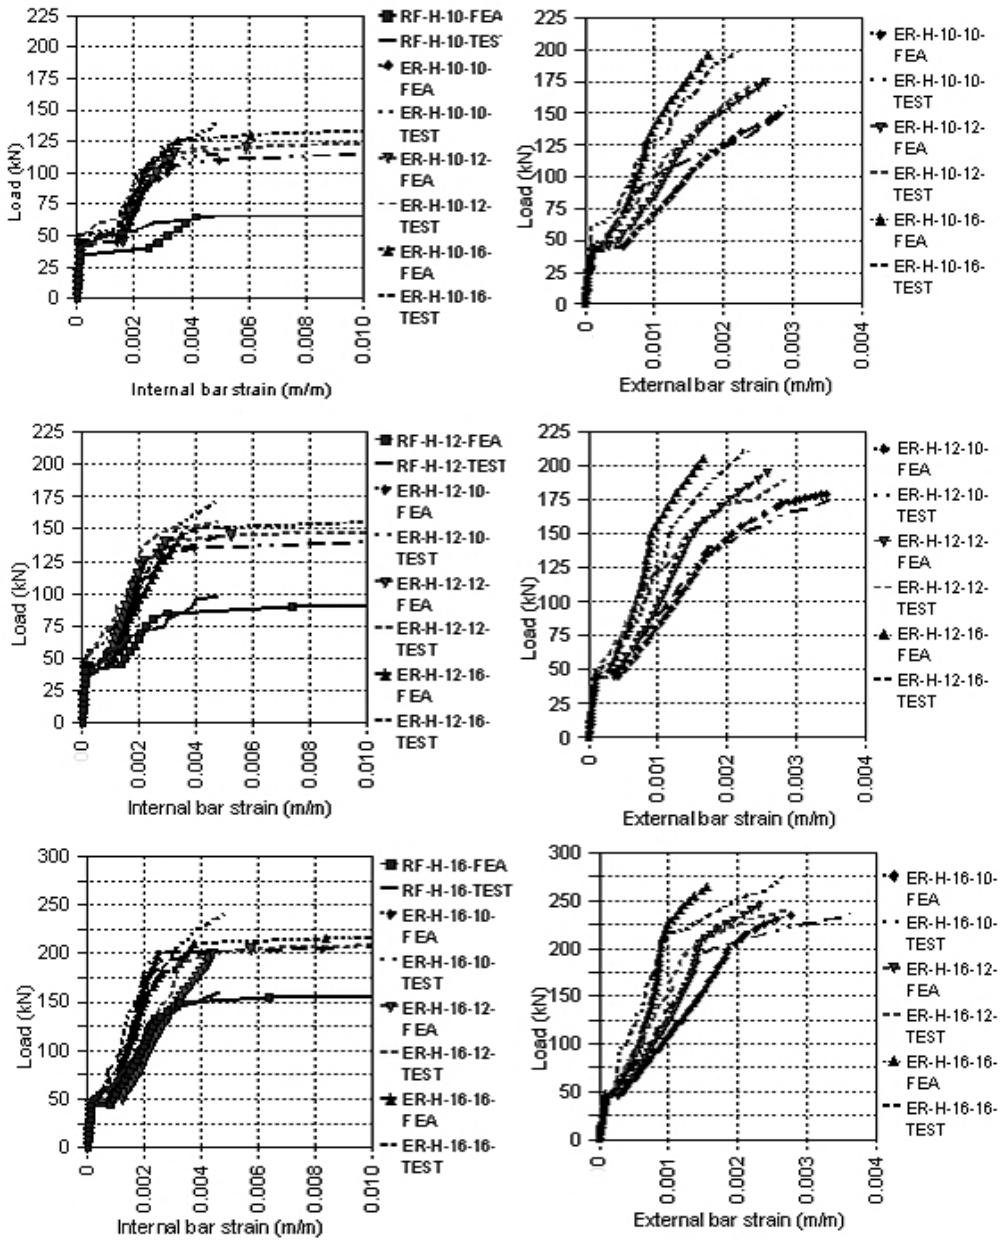 225
200
175
150
125
100
75
50
25
0
Load (kN)
0
0.002
0.004
0.006
0.008
0.010
Internal bar strain (m/m)
RF-H-10-FEA
RF-H-10-TES
ER-H-10-10-
FEA
ER-H-10-10-
TEST
ER-H-10-12-
FEA
ER-H-10-12-
TEST
ER-H-10-16-
FEA
ER-H-10-16-
TEST
225
200
175
150
125
100
75
50
25
0
Load (kN)
0
0.001
0.002
0.003
0.004
External bar strain (m/m)
ER-H-10-10-
FEA
ER-H-10-10-
TEST
ER-H-10-12-
FEA
ER-H-10-12-
TEST
ER-H-10-16-
FEA
ER-H-10-16-
TEST
225
200
175
150
125
100
75
50
25
0
Load (kN)
0
0.002
0.004
0.006
0.008
0.010
Internal bar strain (m/m)
RF-H-12-FEA
RF-H-12-TEST
ER-H-12-10-
FEA
ER-H-12-10-
TEST
ER-H-12-12-
FEA
ER-H-12-12-
TEST
ER-H-12-16-
FEA
ER-H-12-16-
TEST
225
200
175
150
125
100
75
50
25
0
Load (kN)
0
0.001
0.002
0.003
0.004
External bar strain (m/m)
ER-H-12-10-
FEA
ER-H-12-10-
TEST
ER-H-12-12-
FEA
ER-H-12-12-
TEST
ER-H-12-16-
FEA
ER-H-12-16-
TEST
300
250
200
150
100
50
0
Load (kN)
0
0.002
0.004
0.006
0.008
0.010
Internal bar strain (m/m)
RF-H-16-FEA
RF-H-16-TEST
ER-H-16-10-
FEA
ER-H-16-10-
TEST
ER-H-16-12-
FEA
ER-H-16-12-
TEST
ER-H-16-16-
FEA
ER-H-16-16-
TEST
300
250
200
150
100
50
0
Load (kN)
0
0.001
0.002
0.003
0.004
External bar strain (m/m)
ER-H-16-10-
FEA
ER-H-16-10-
TEST
ER-H-16-12-
FEA
ER-H-16-12-
TEST
ER-H-16-16-
FEA
ER-H-16-16-
TEST